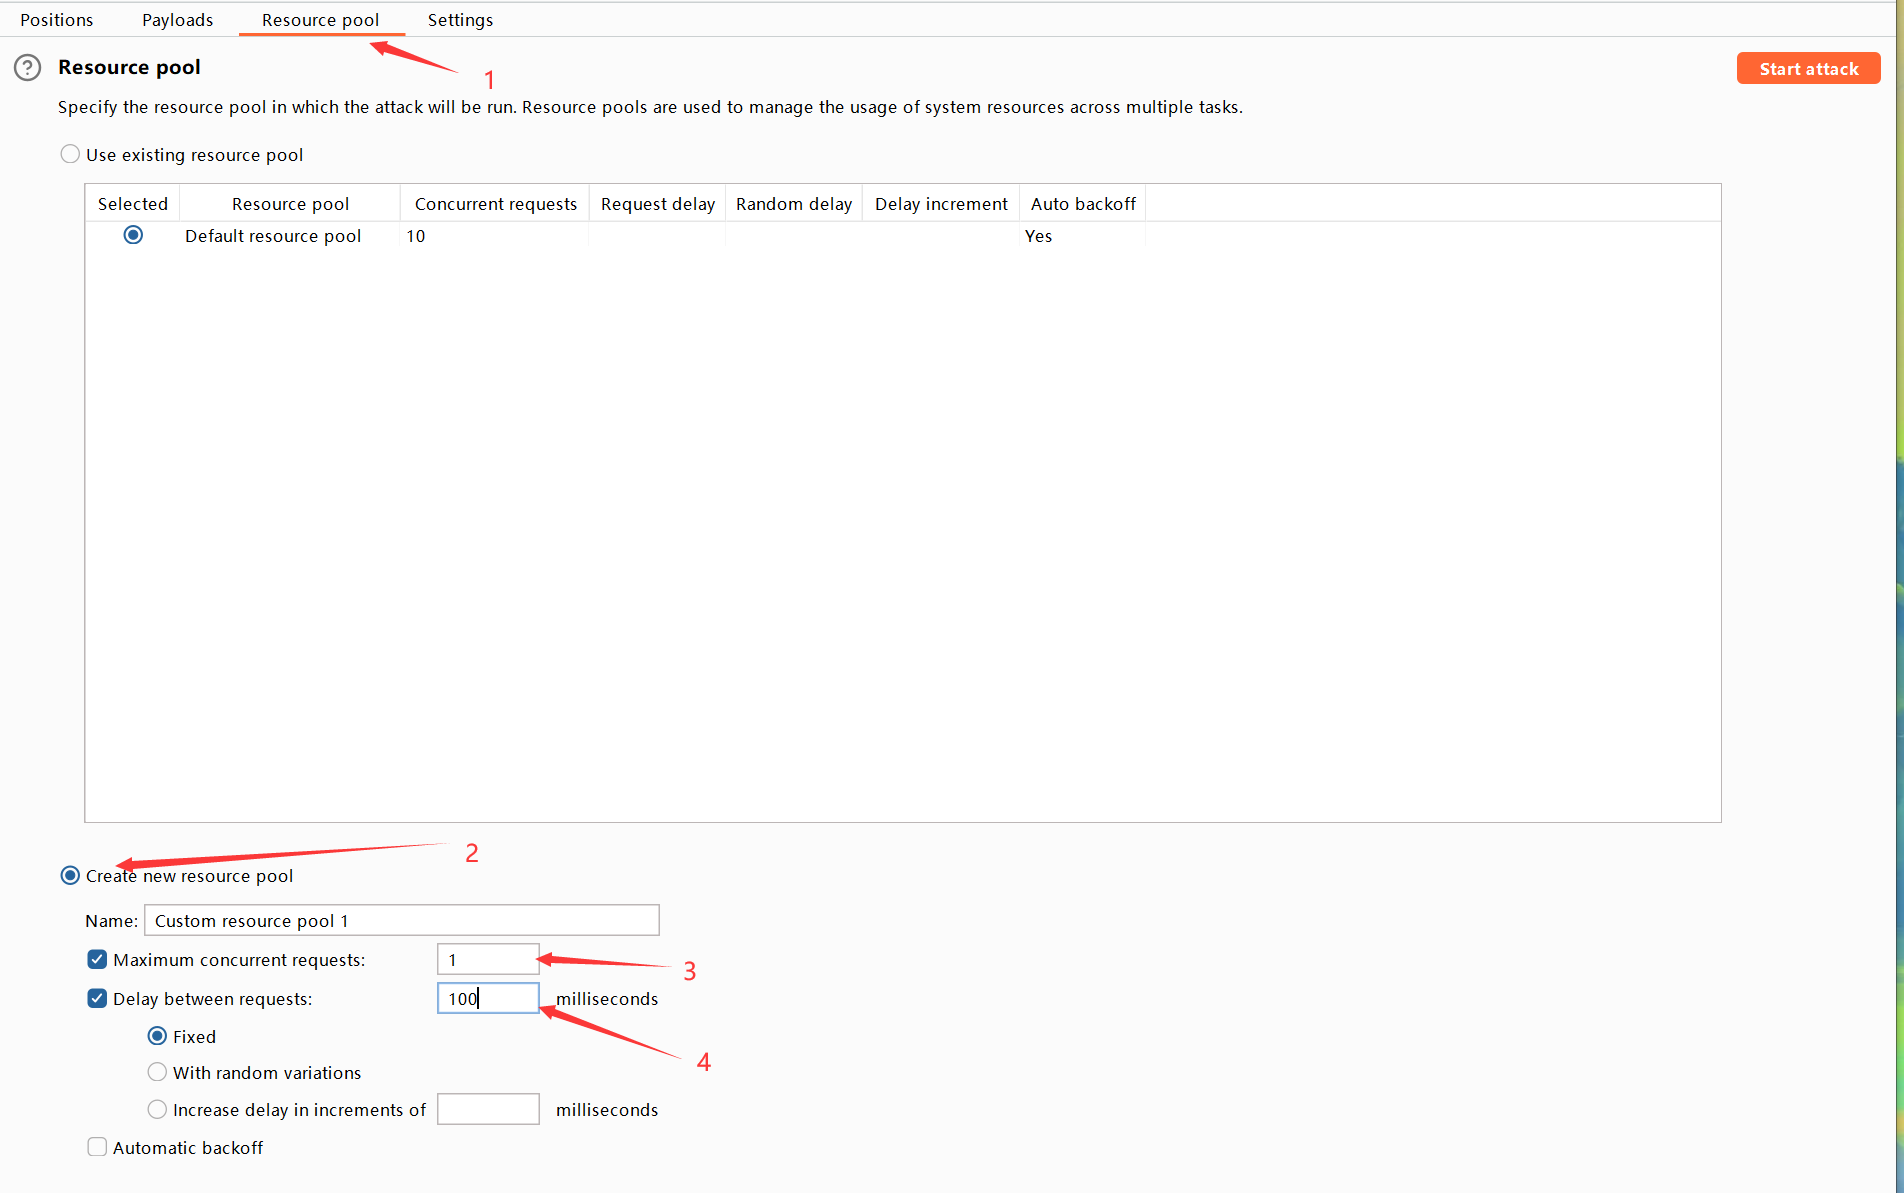 Positions Payloads Resource pool Settings
Resource pool
Start attack
1
Specify the resource pool in which the attack will be run. Resource pools are used to manage the usage of system resources across multiple tasks.
Use existing resource pool
Selected Resource pool Concurrent requests Request delay Random delay Delay increment Auto backoff
Default resource pool 10 Yes
2
Create new resource pool
Name: Custom resource pool 1
Maximum concurrent requests: 1
3
Delay between requests: 100 milliseconds
Fixed
4
With random variations
Increase delay in increments of milliseconds
Automatic backoff